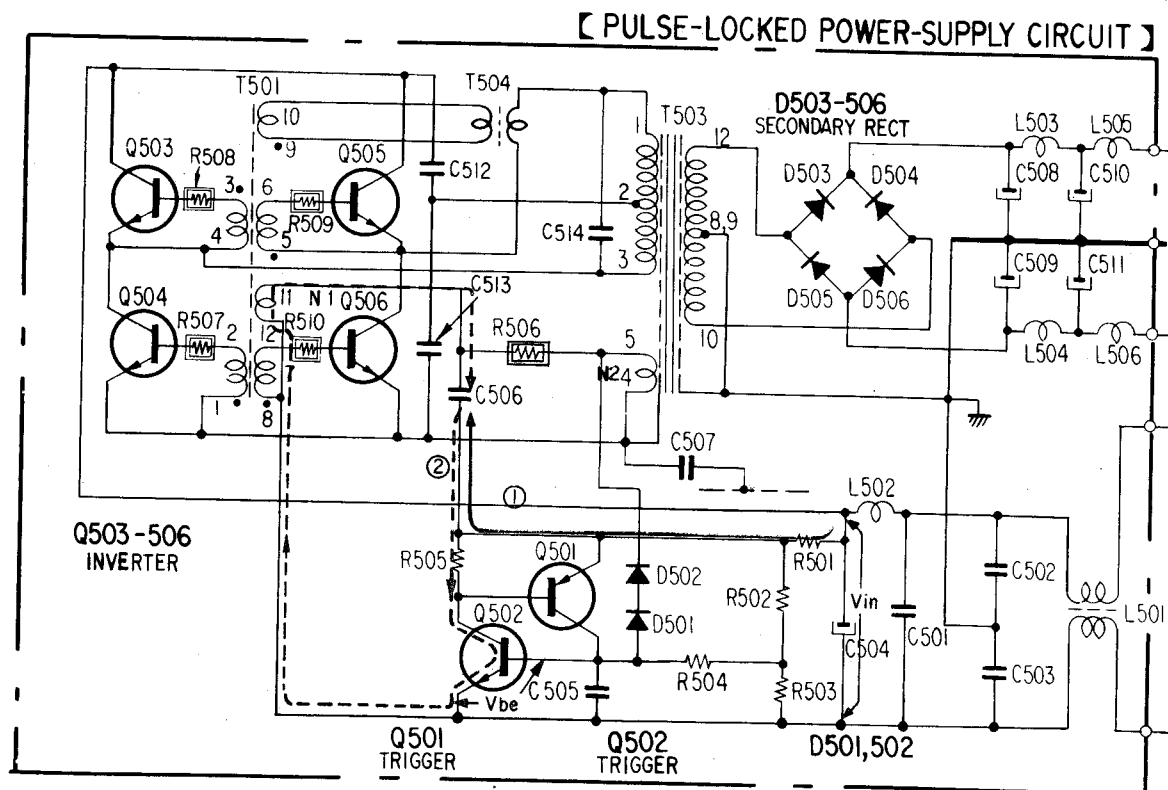 【 PULSE-LOCKED POWER-SUPPLY CIRCUIT 】
T501
T504
10
9
Q503
R508
3
4
6
5
R509
Q505
C512
1
2
3
C514
T503
12
8,9
10
D503-506
SECONDARY RECT
D503
D504
D505
D506
L503
L505
C508
C510
C509
C511
L504
L506
Q504
R507
2
1
11
N1
12
8
R510
Q506
C513
R506
5
N2
4
C506
C507
②
①
L502
Q503-506
INVERTER
R505
Q501
Q502
D502
D501
R502
R501
Vin
C504
C501
C502
C503
L501
R504
R503
C505
Vbe
Q501
TRIGGER
Q502
TRIGGER
D501,502